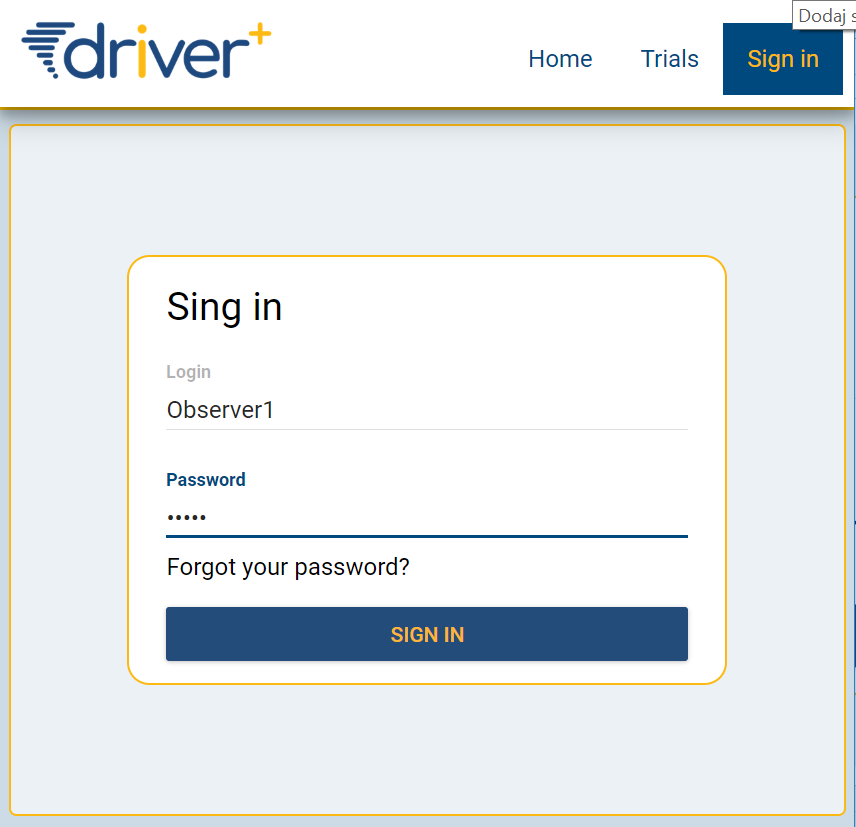 Dodaj s
driver+
Home Trials Sign in
Sing in
Login
Observer1
Password
•••••
Forgot your password?
SIGN IN